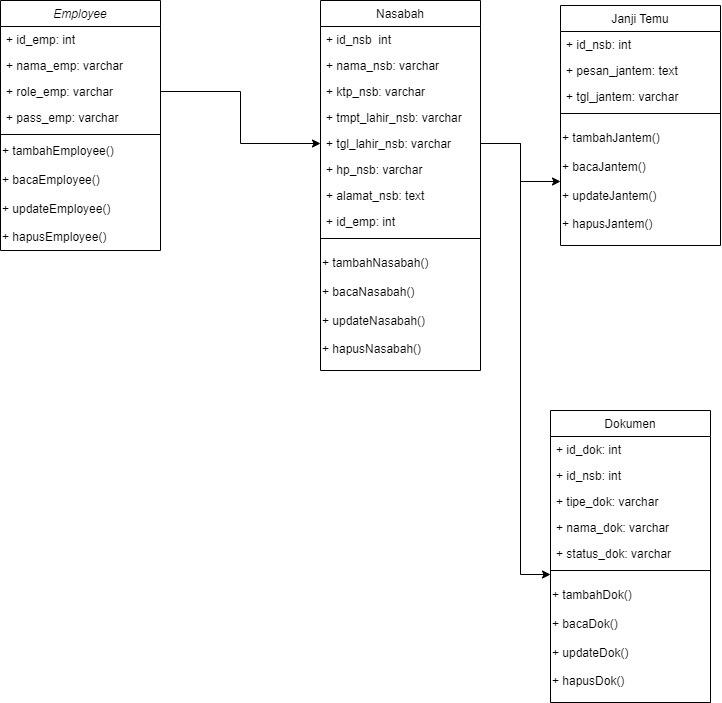 Employee
+ id_emp: int
+ nama_emp: varchar
+ role_emp: varchar
+ pass_emp: varchar
+ tambahEmployee()
+ bacaEmployee()
+ updateEmployee()
+ hapusEmployee()
Nasabah
+ id_nsb  int
+ nama_nsb: varchar
+ ktp_nsb: varchar
+ tmpt_lahir_nsb: varchar
+ tgl_lahir_nsb: varchar
+ hp_nsb: varchar
+ alamat_nsb: text
+ id_emp: int
+ tambahNasabah()
+ bacaNasabah()
+ updateNasabah()
+ hapusNasabah()
Janji Temu
+ id_nsb: int
+ pesan_jantem: text
+ tgl_jantem: varchar
+ tambahJantem()
+ bacaJantem()
+ updateJantem()
+ hapusJantem()
Dokumen
+ id_dok: int
+ id_nsb: int
+ tipe_dok: varchar
+ nama_dok: varchar
+ status_dok: varchar
+ tambahDok()
+ bacaDok()
+ updateDok()
+ hapusDok()